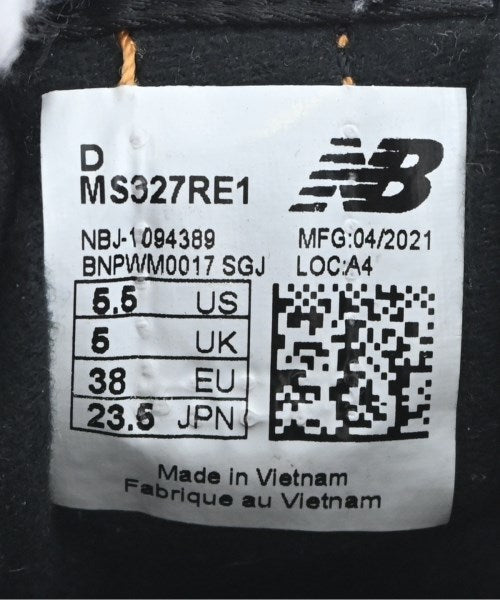 D
MS327RE1
NB
NBJ-1094389
MFG:04/2021
BNPWM0017 SGJ
LOC:A4
5.5 US
5 UK
38 EU
23.5 JPN
Made in Vietnam
Fabrique au Vietnam